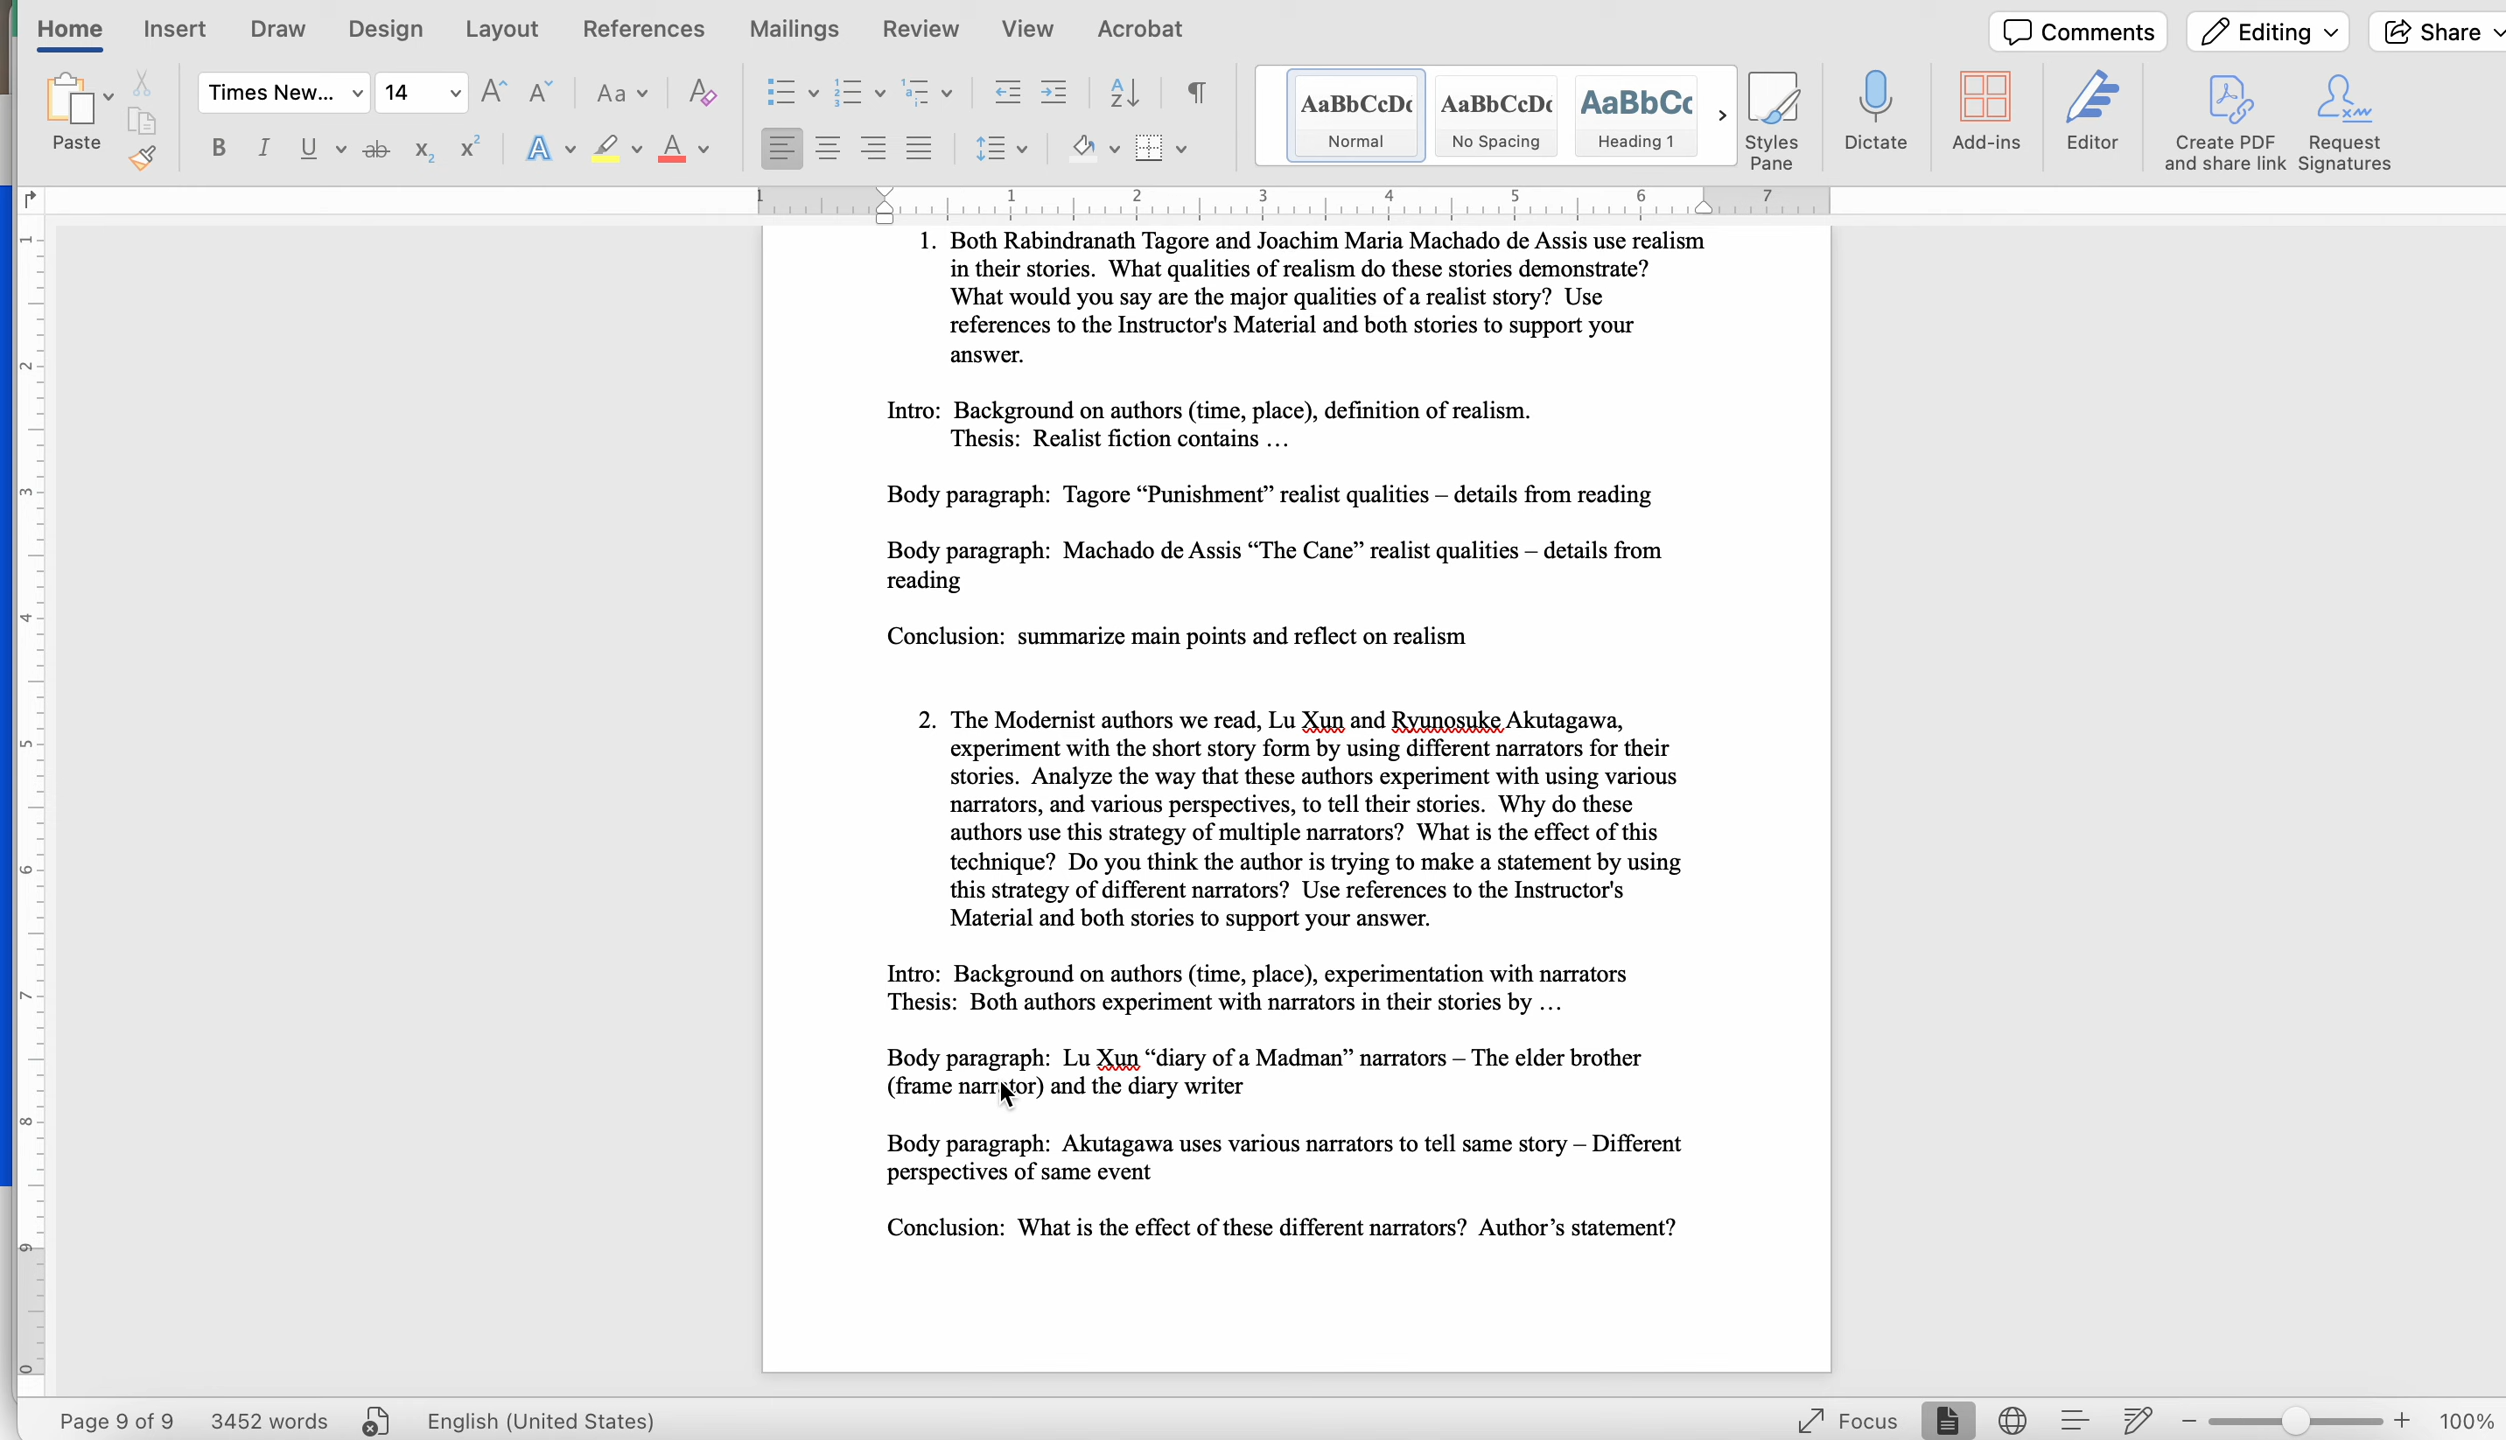 Home Insert Draw Design Layout References Mailings Review View Acrobat Comments Editing Share
Times New... 14 Aa
Paste
B I U ab x2 x2 A A
AaBbCcDc AaBbCcDc AaBbCc
Normal No Spacing Heading 1
Styles Pane Dictate Add-ins Editor Create PDF and share link Request Signatures
1 1 2 3 4 5 6 7
1. Both Rabindranath Tagore and Joachim Maria Machado de Assis use realism
in their stories. What qualities of realism do these stories demonstrate?
What would you say are the major qualities of a realist story? Use
references to the Instructor's Material and both stories to support your
answer.
Intro: Background on authors (time, place), definition of realism.
Thesis: Realist fiction contains …
Body paragraph: Tagore “Punishment” realist qualities – details from reading
Body paragraph: Machado de Assis “The Cane” realist qualities – details from
reading
Conclusion: summarize main points and reflect on realism
2. The Modernist authors we read, Lu Xun and Ryunosuke Akutagawa,
experiment with the short story form by using different narrators for their
stories. Analyze the way that these authors experiment with using various
narrators, and various perspectives, to tell their stories. Why do these
authors use this strategy of multiple narrators? What is the effect of this
technique? Do you think the author is trying to make a statement by using
this strategy of different narrators? Use references to the Instructor's
Material and both stories to support your answer.
Intro: Background on authors (time, place), experimentation with narrators
Thesis: Both authors experiment with narrators in their stories by …
Body paragraph: Lu Xun “diary of a Madman” narrators – The elder brother
(frame narrator) and the diary writer
Body paragraph: Akutagawa uses various narrators to tell same story – Different
perspectives of same event
Conclusion: What is the effect of these different narrators? Author’s statement?
Page 9 of 9 3452 words English (United States) Focus 100%